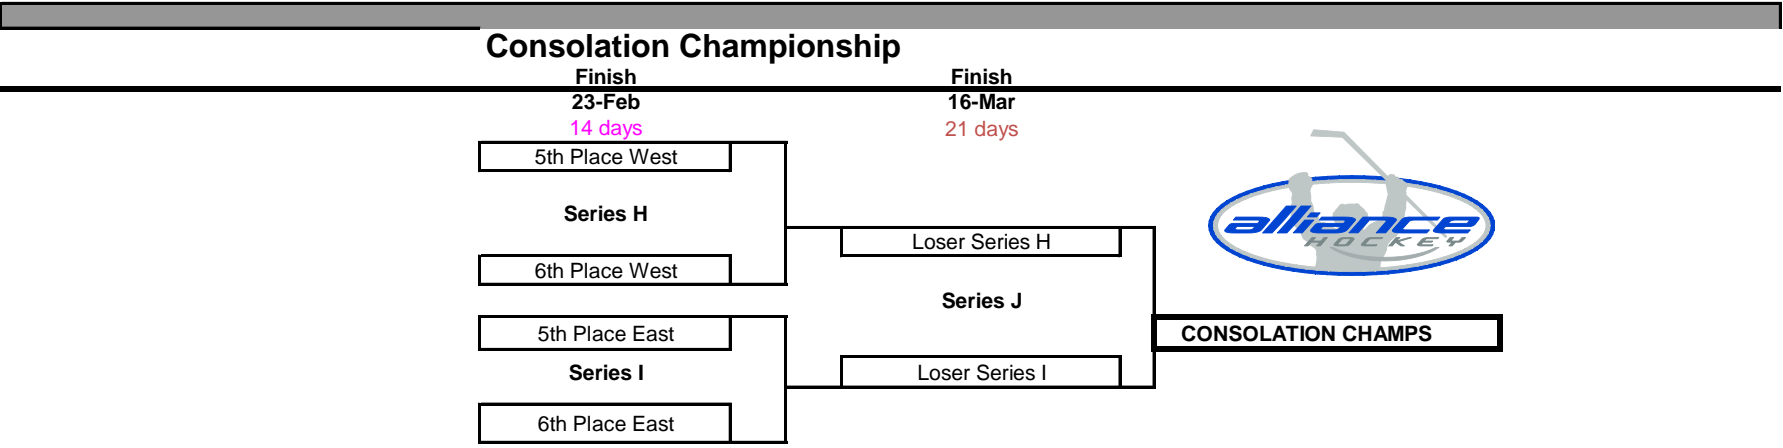 Consolation Championship
Finish Finish
23-Feb 16-Mar
14 days 21 days
5th Place West
Series H
alliance
HOCKEY
Loser Series H
6th Place West
Series J
5th Place East
CONSOLATION CHAMPS
Series I
Loser Series I
6th Place East